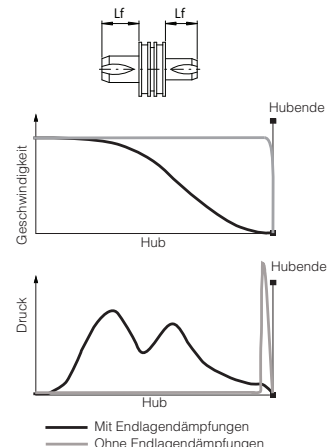 Lf Lf
Hubende
Geschwindigkeit
Hub
Hubende
Druck
Hub
Mit Endlagendämpfungen
Ohne Endlagendämpfungen